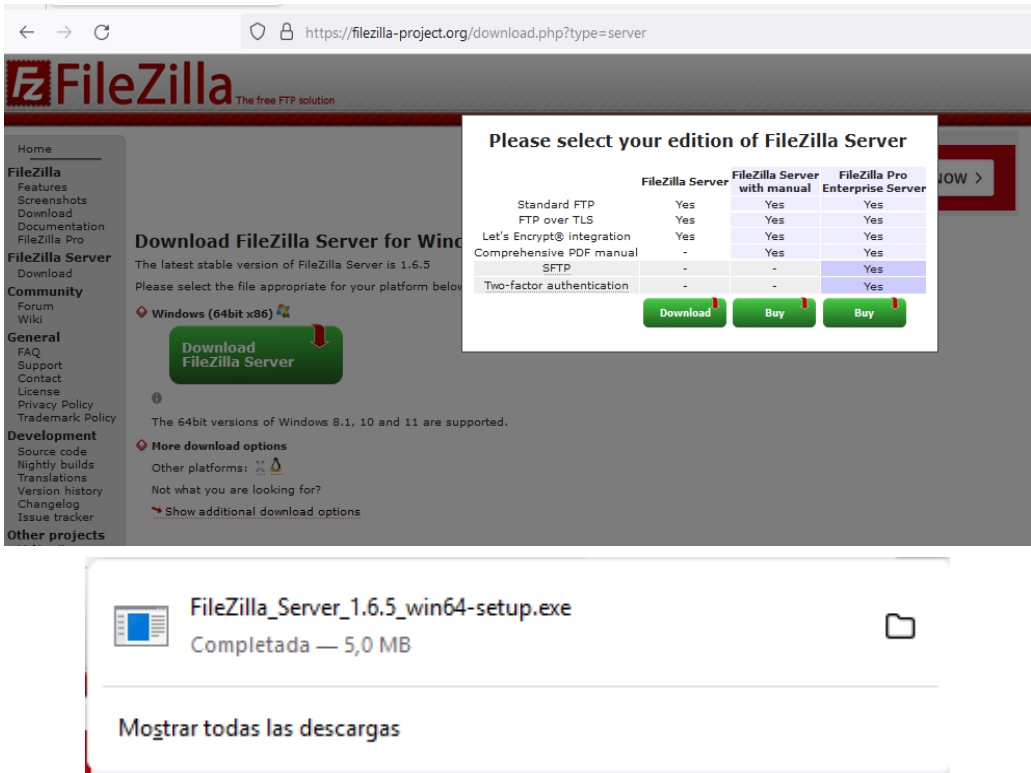 https://filezilla-project.org/download.php?type=server
FileZilla The free FTP solution
Home
FileZilla
Features
Screenshots
Download
Documentation
FileZilla Pro
FileZilla Server
Download
Community
Forum
Wiki
General
FAQ
Support
Contact
License
Privacy Policy
Trademark Policy
Development
Source code
Nightly builds
Translations
Version history
Changelog
Issue tracker
Other projects
Download FileZilla Server for Wind
The latest stable version of FileZilla Server is 1.6.5
Please select the file appropriate for your platform below
Windows (64bit x86)
Download
FileZilla Server
The 64bit versions of Windows 8.1, 10 and 11 are supported.
More download options
Other platforms:
Not what you are looking for?
Show additional download options
NOW >
Please select your edition of FileZilla Server
FileZilla Server FileZilla Server with manual FileZilla Pro Enterprise Server
Standard FTP Yes Yes Yes
FTP over TLS Yes Yes Yes
Let's Encrypt® integration Yes Yes Yes
Comprehensive PDF manual - Yes Yes
SFTP - - Yes
Two-factor authentication - - Yes
Download Buy Buy
FileZilla_Server_1.6.5_win64-setup.exe
Completada — 5,0 MB
Mostrar todas las descargas